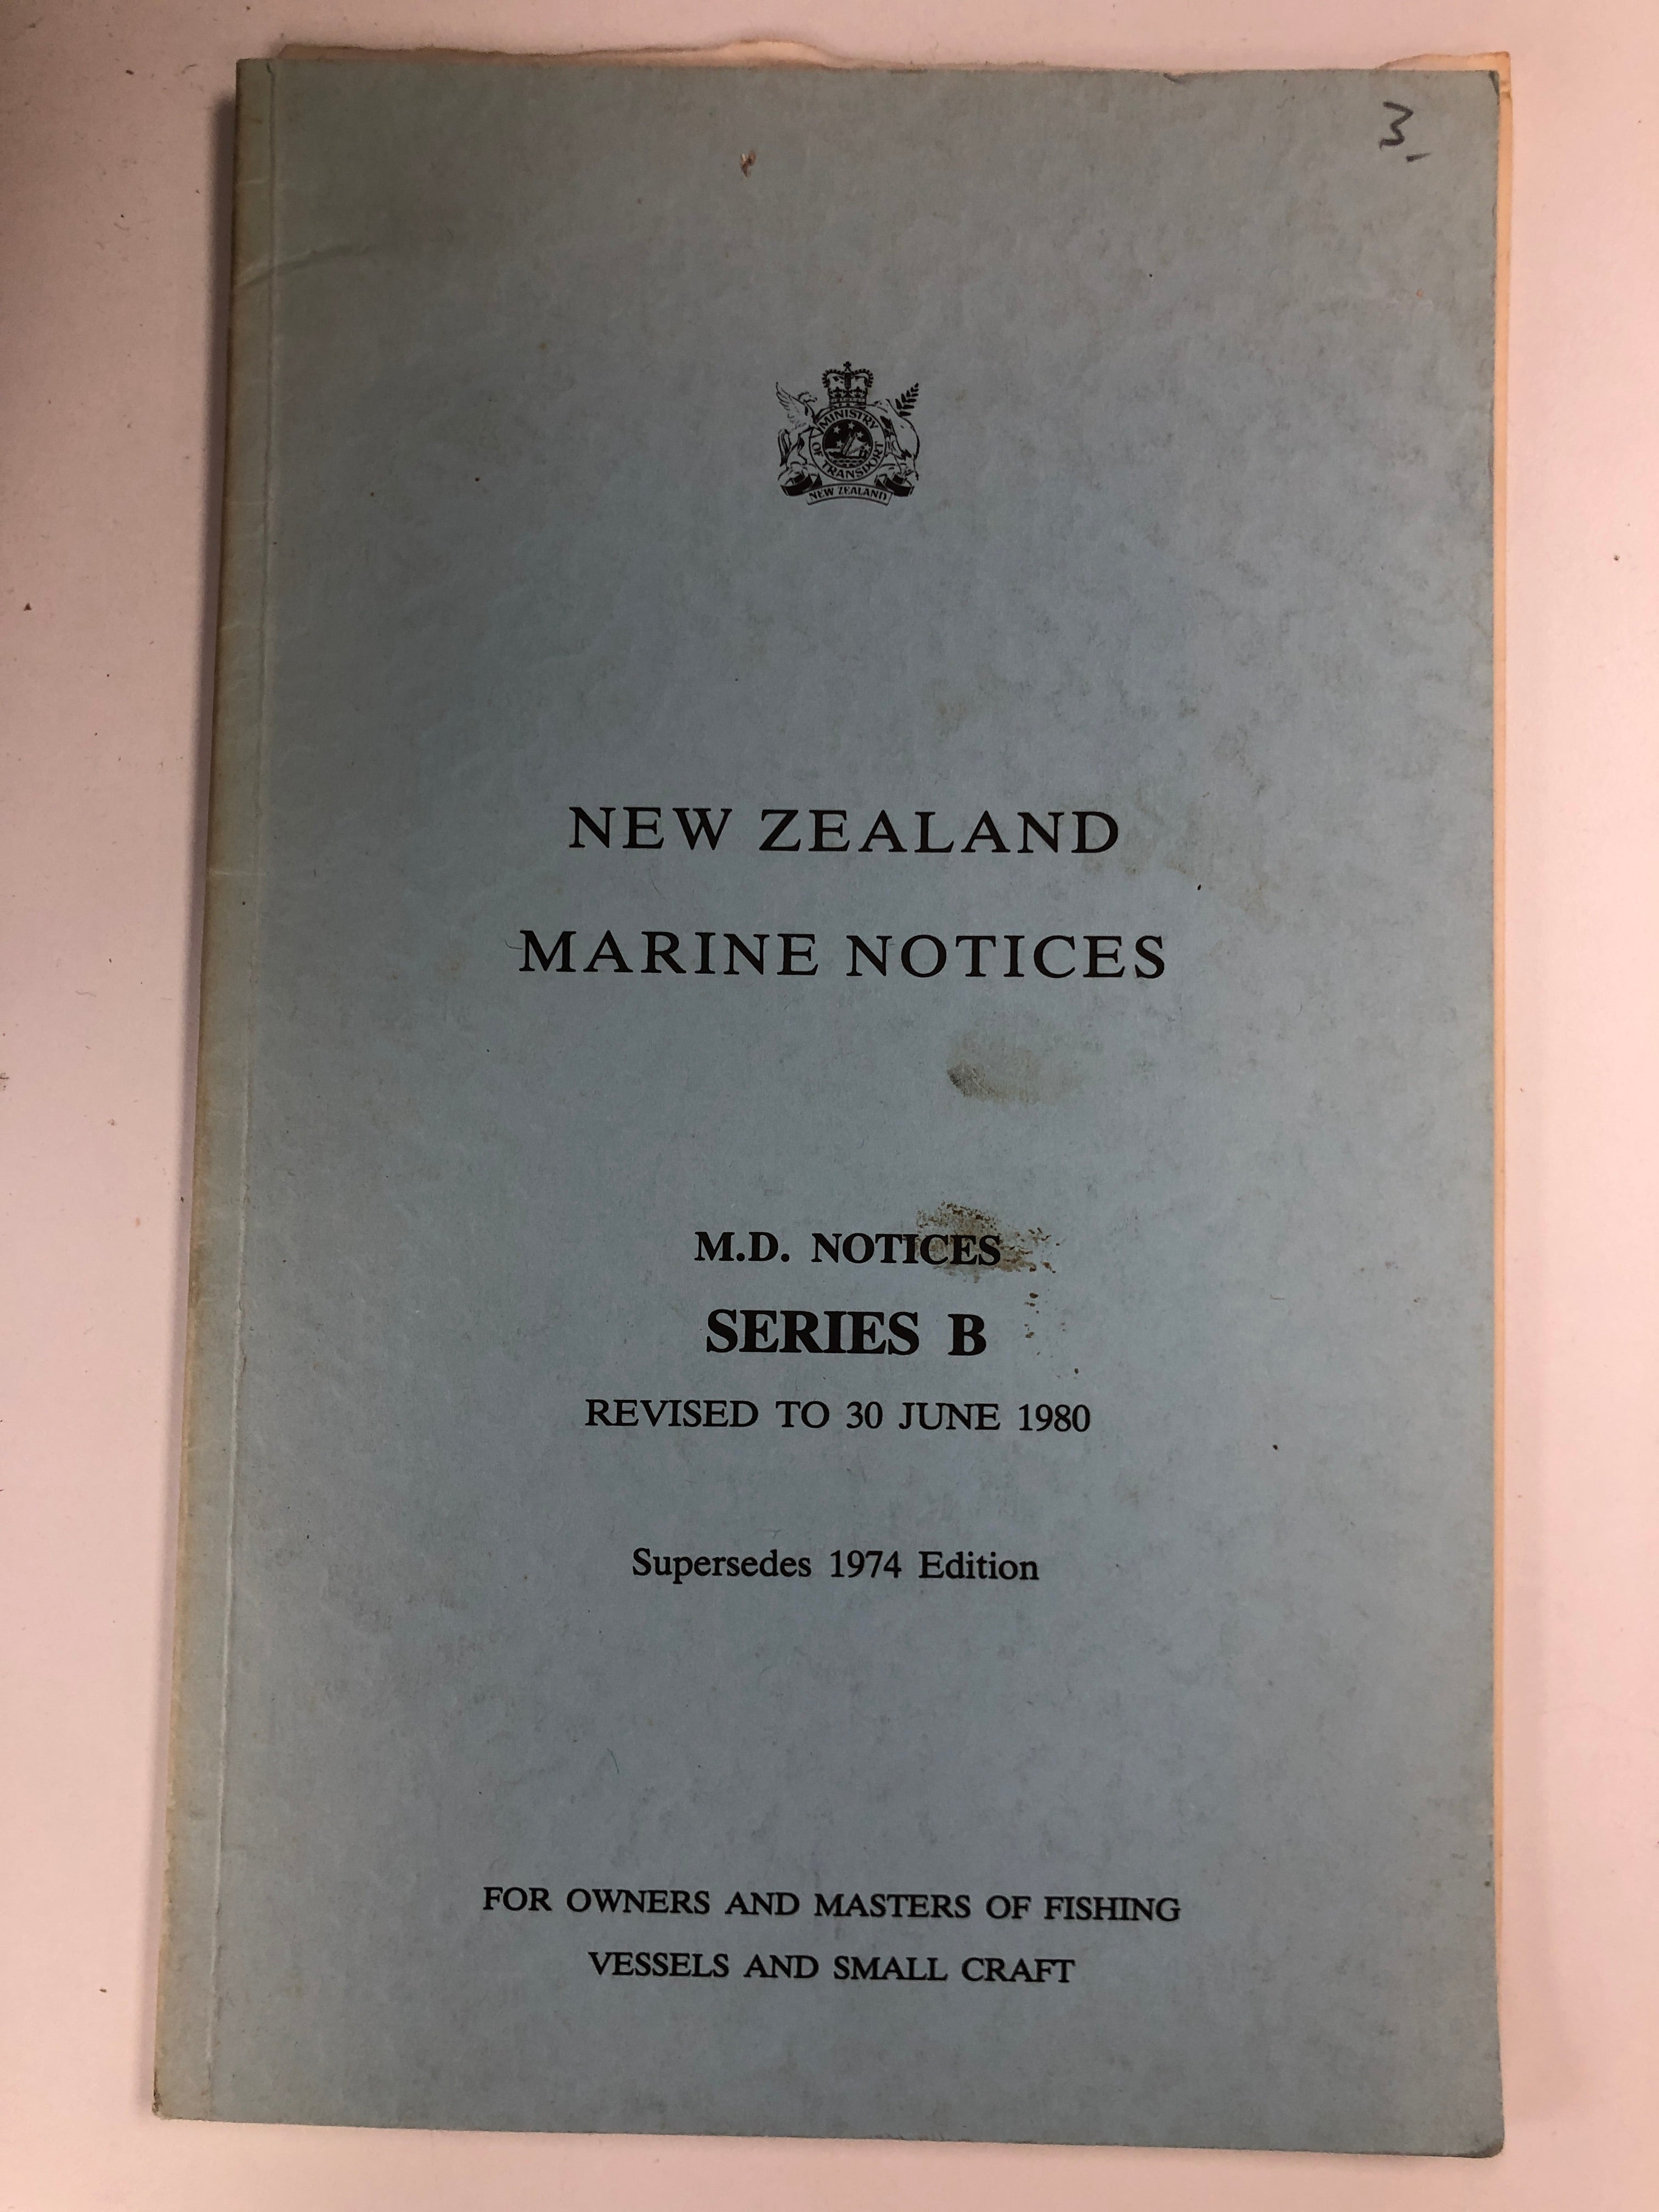 3.
MINISTRY OF TRANSPORT
NEW ZEALAND
NEW ZEALAND
MARINE NOTICES
M.D. NOTICES
SERIES B
REVISED TO 30 JUNE 1980
Supersedes 1974 Edition
FOR OWNERS AND MASTERS OF FISHING
VESSELS AND SMALL CRAFT